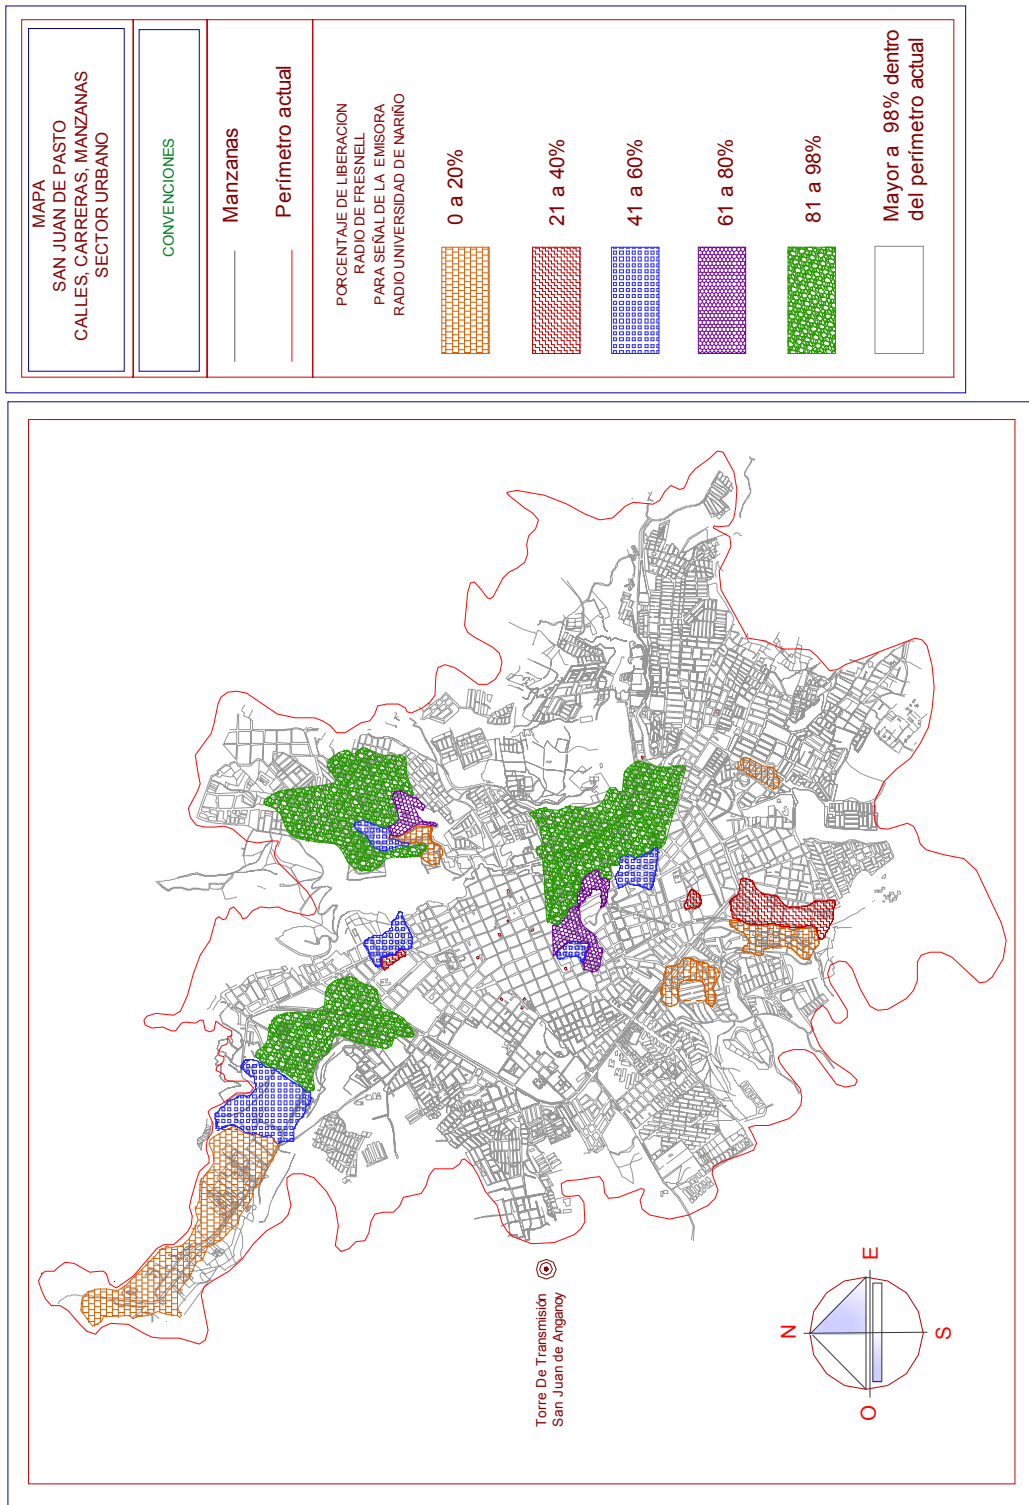 MAPA
SAN JUAN DE PASTO
CALLES, CARRERAS, MANZANAS
SECTOR URBANO
CONVENCIONES
Manzanas
Perímetro actual
PORCENTAJE DE LIBERACION
RADIO DE FRESNELL
PARA SEÑAL DE LA EMISORA
RADIO UNIVERSIDAD DE NARIÑO
0 a 20%
21 a 40%
41 a 60%
61 a 80%
81 a 98%
Mayor a 98% dentro
del perímetro actual
Torre De Transmisión
San Juan de Anganoy
N
E
S
O